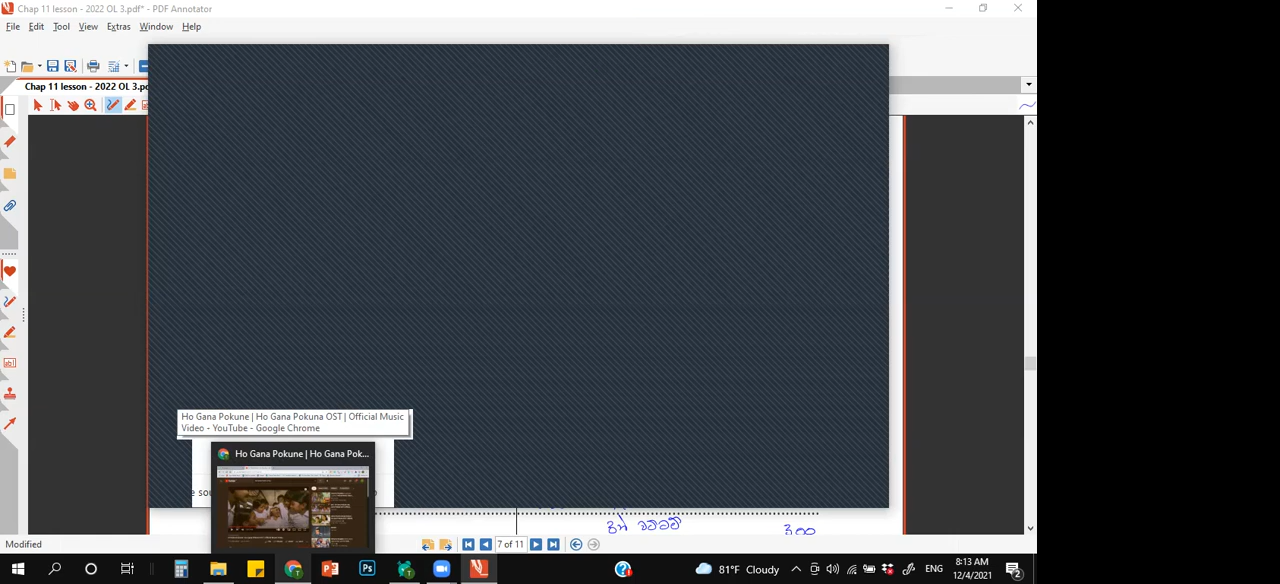 Chap 11 lesson - 2022 OL 3.pdf* - PDF Annotator
File Edit Tool View Extras Window Help
Chap 11 lesson - 2022 OL 3.p
Ho Gana Pokune | Ho Gana Pokuna OST | Official Music
Video - YouTube - Google Chrome
Ho Gana Pokune | Ho Gana Pok...
300
Modified
7 of 11
81°F Cloudy
ENG
8:13 AM
12/4/2021
2